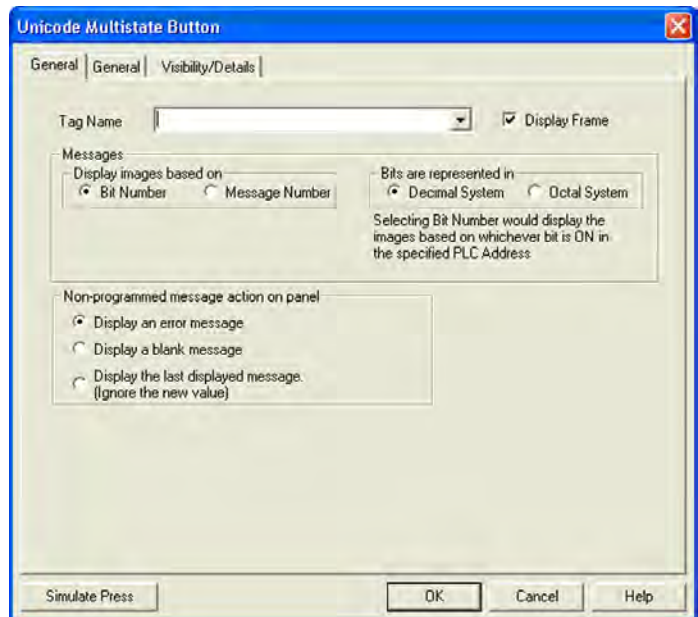 Unicode Multistate Button
General General Visibility/Details
Tag Name Display Frame
Messages
Display images based on
Bit Number Message Number
Bits are represented in
Decimal System Octal System
Selecting Bit Number would display the
images based on whichever bit is ON in
the specified PLC Address
Non-programmed message action on panel
Display an error message
Display a blank message
Display the last displayed message.
(Ignore the new value)
Simulate Press OK Cancel Help